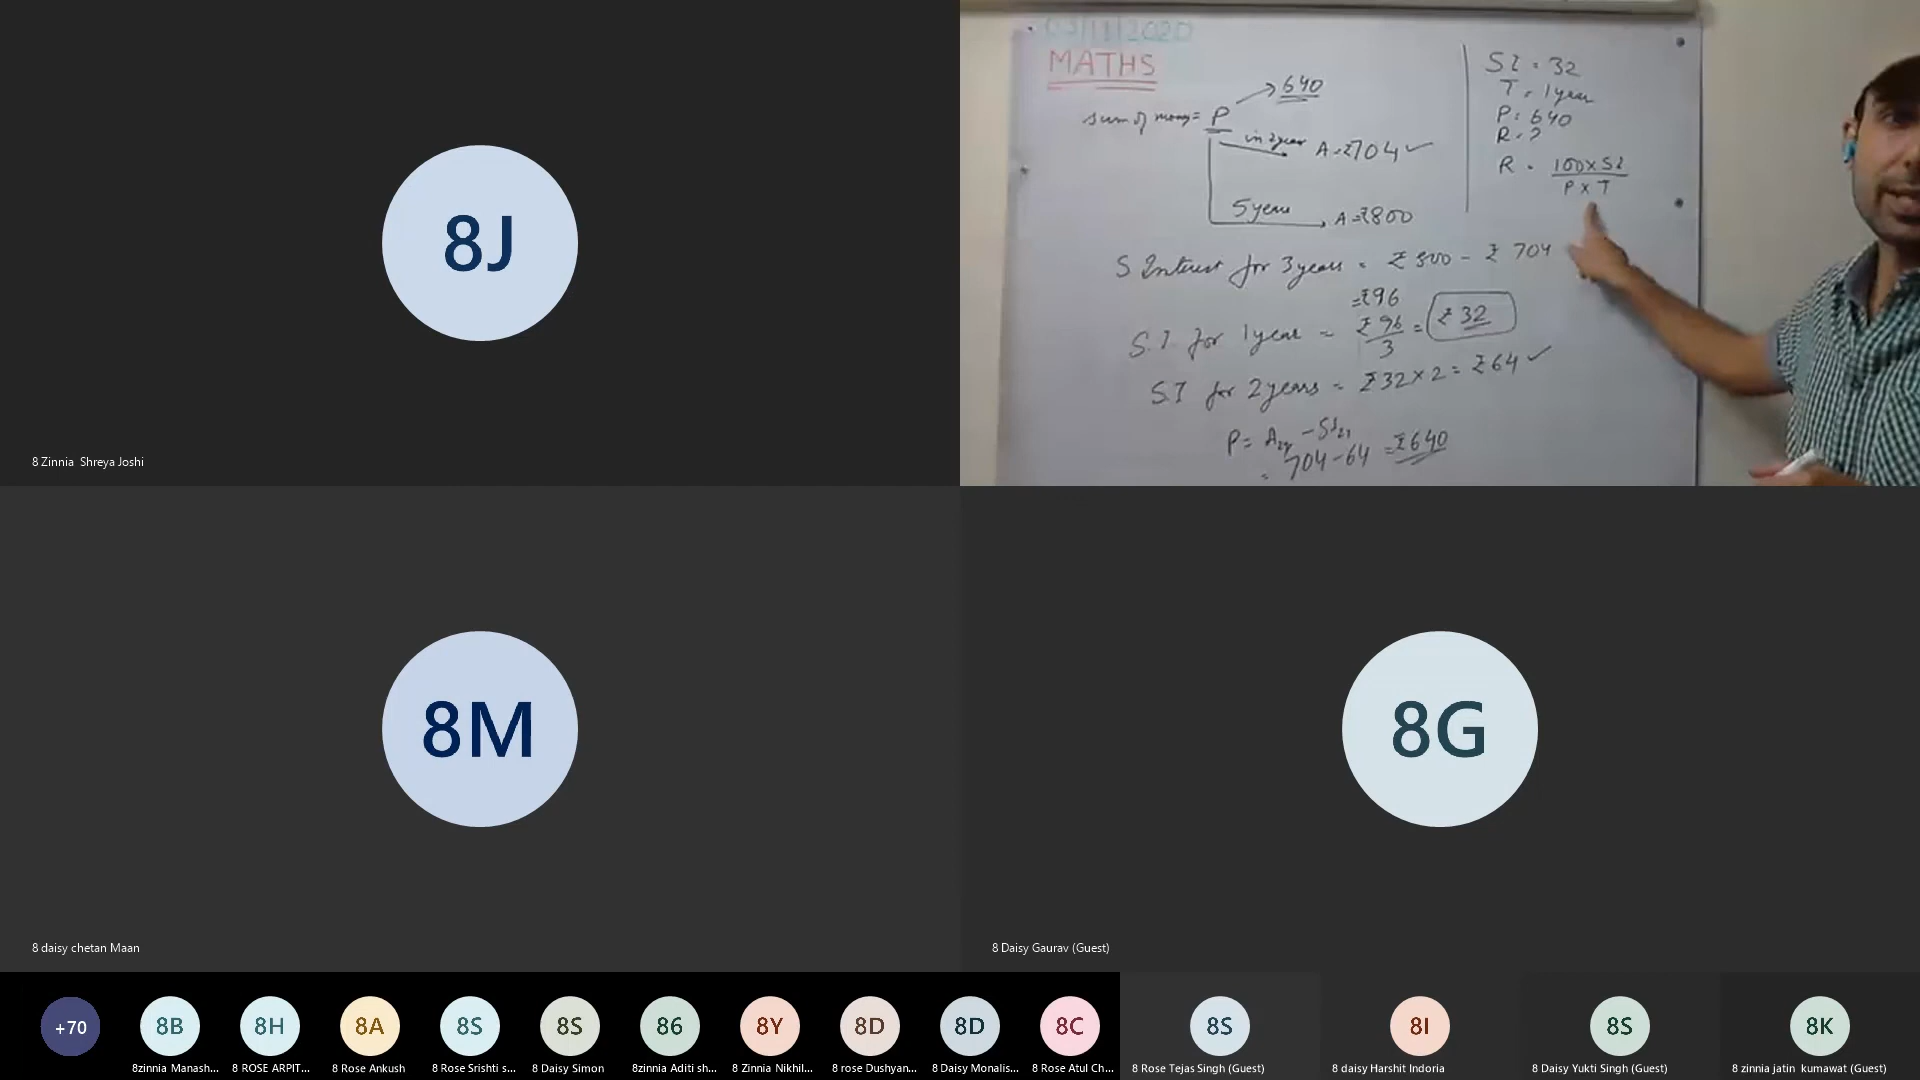 8J
8 Zinnia Shreya Joshi
03/11/2020
MATHS
sum of money = P
640
in 2 year A = ₹704 ✓
5 years A = ₹800
S Interest for 3 years = ₹ 800 - ₹ 704
= ₹96
S.I. for 1 year = ₹ 96/3 = ₹ 32
S.I for 2 years = ₹32 × 2 = ₹64 ✓
P = A2y - SI2y
= 704 - 64 = ₹640
SI = 32
T = 1 year
P = 640
R = ?
R = 100 × SI
P × T
8M
8 daisy chetan Maan
8G
8 Daisy Gaurav (Guest)
+70
8B
8H
8A
8S
8S
86
8Y
8D
8D
8C
8S
8I
8S
8K
8zinnia Manash...
8 ROSE ARPIT...
8 Rose Ankush
8 Rose Srishti s...
8 Daisy Simon
8zinnia Aditi sh...
8 Zinnia Nikhil...
8 rose Dushyan...
8 Daisy Monalis...
8 Rose Atul Ch...
8 Rose Tejas Singh (Guest)
8 daisy Harshit Indoria
8 Daisy Yukti Singh (Guest)
8 zinnia jatin kumawat (Guest)